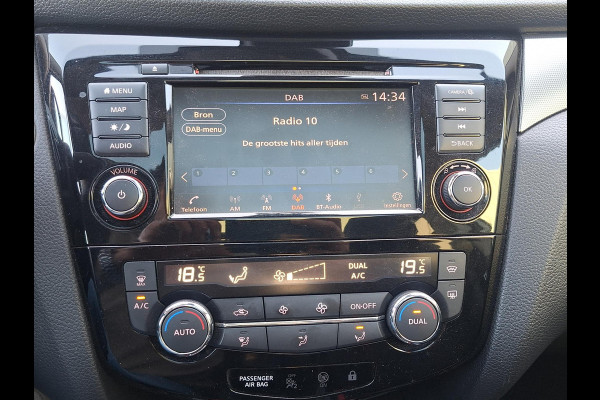 MENU
MAP
AUDIO
VOLUME
DAB
14:34
Bron
DAB-menu
Radio 10
De grootste hits aller tijden
1 2 3 4 5 6
Telefoon AM FM DAB BT-Audio Instellingen
CAMERA
BACK
OK
18.5°C
DUAL
A/C
19.5°C
MAX
A/C
ON·OFF
AUTO
DUAL
PASSENGER
AIR BAG
OFF